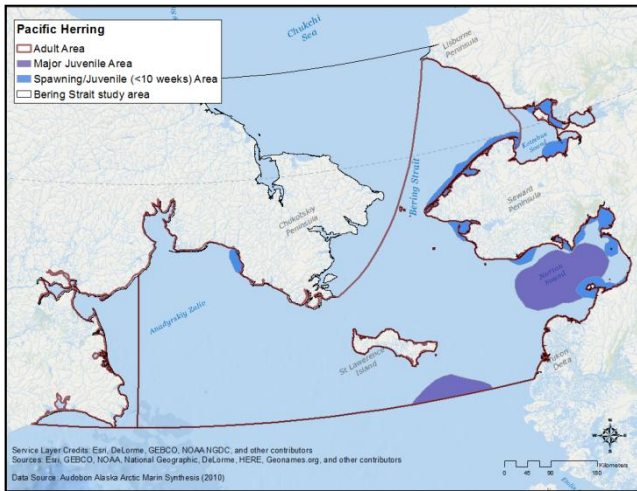 Pacific Herring
Adult Area
Major Juvenile Area
Spawning/Juvenile (<10 weeks) Area
Bering Strait study area
Chukchi
Sea
Lisburne
Peninsula
Kotzebue
Sound
Bering Strait
Seward
Peninsula
Chukotskiy
Peninsula
Norton
Sound
Anadyrskiy Zaliv
St Lawrence
Island
Yukon
Delta
Service Layer Credits: Esri, DeLorme, GEBCO, NOAA NGDC, and other contributors
Sources: Esri, GEBCO, NOAA, National Geographic, DeLorme, HERE, Geonames.org, and other contributors
Data Source: Audobon Alaska Arctic Marin Synthesis (2010)
0 45 90 180
Kilometers